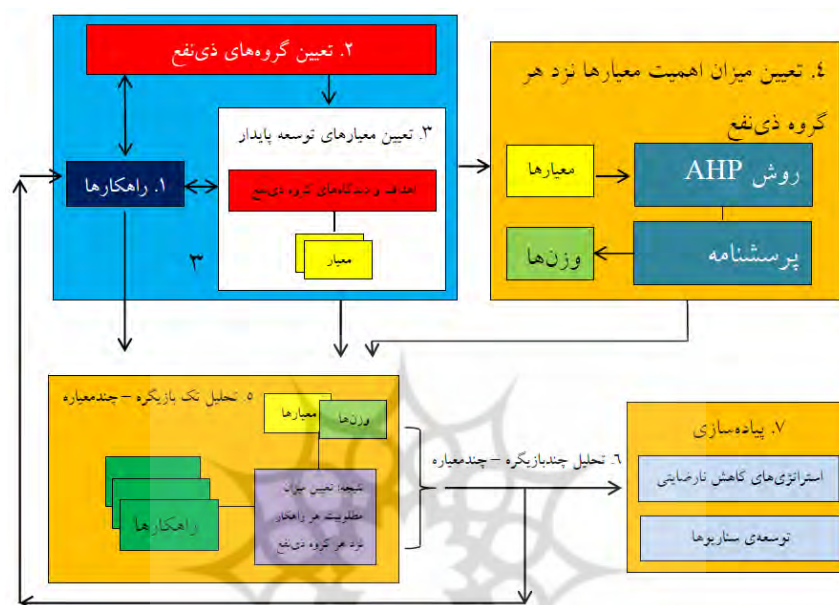 ۲. تعیین گروه‌های ذی‌نفع
۱. راهکارها
۳. تعیین معیارهای توسعه پایدار
اهداف و دیدگاه‌های گروه ذی‌نفع
معیار
۳
۴. تعیین میزان اهمیت معیارها نزد هر
گروه ذی‌نفع
معیارها
روش AHP
وزن‌ها
پرسشنامه
۵. تحلیل تک بازیگره – چندمعیاره
معیارها
وزن‌ها
راهکارها
نتیجه: تعیین میزان
مطلوبیت هر راهکار
نزد هر گروه ذی‌نفع
۶. تحلیل چندبازیگره – چندمعیاره
۷. پیاده‌سازی
استراتژی‌های کاهش نارضایتی
توسعه‌ی سناریوها